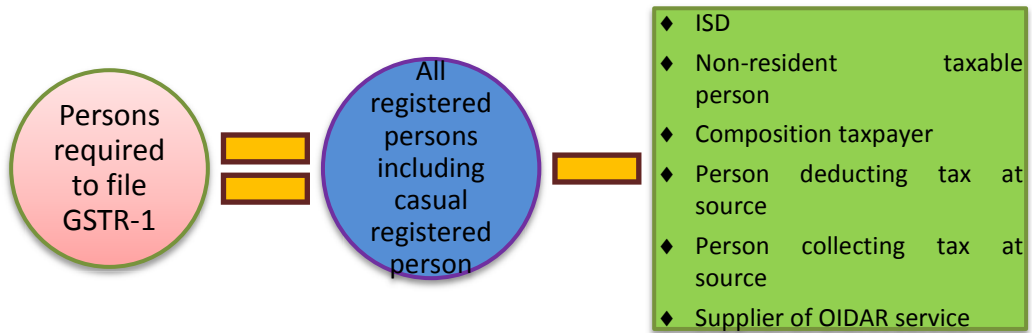 Persons
required
to file
GSTR-1
All
registered
persons
including
casual
registered
person
♦ ISD
♦ Non-resident taxable
person
♦ Composition taxpayer
♦ Person deducting tax at
source
♦ Person collecting tax at
source
♦ Supplier of OIDAR service